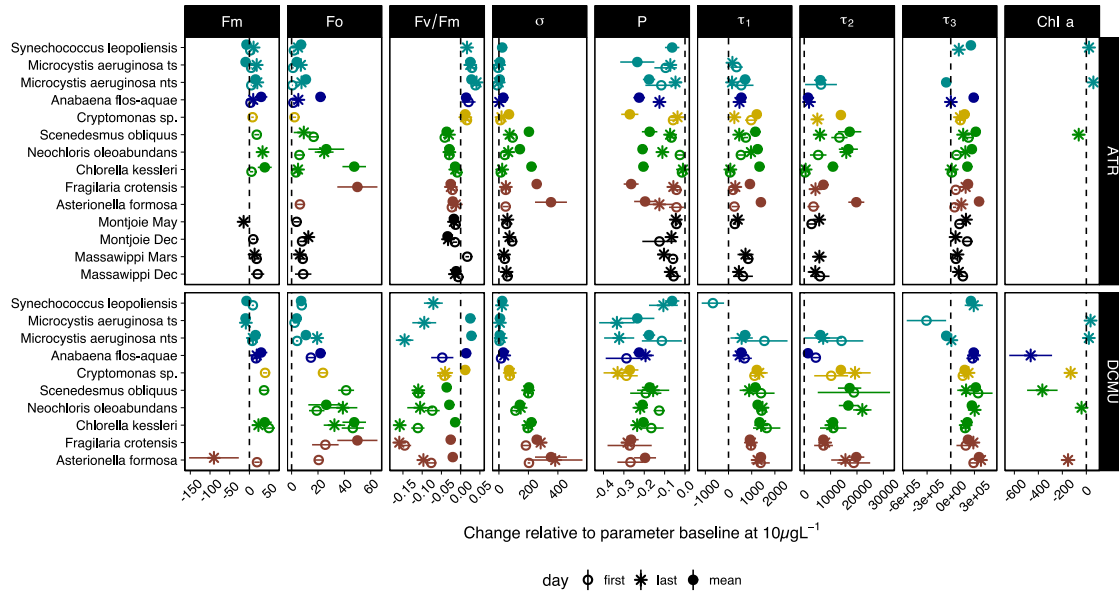 Fm Fo Fv/Fm σ P τ1 τ2 τ3 Chl a
Synechococcus leopoliensis
Microcystis aeruginosa ts
Microcystis aeruginosa nts
Anabaena flos-aquae
Cryptomonas sp.
Scenedesmus obliquus
Neochloris oleoabundans
Chlorella kessleri
Fragilaria crotensis
Asterionella formosa
Montjoie May
Montjoie Dec
Massawippi Mars
Massawippi Dec
ATR
Synechococcus leopoliensis
Microcystis aeruginosa ts
Microcystis aeruginosa nts
Anabaena flos-aquae
Cryptomonas sp.
Scenedesmus obliquus
Neochloris oleoabundans
Chlorella kessleri
Fragilaria crotensis
Asterionella formosa
DCMU
-150 -100 0 50
0 20 40 60
-0.15 -0.05 0.00 0.05
0 200 400
-0.4 -0.3 -0.2 -0.1 0.0
-1000 0 1000 2000
0 10000 20000 30000
-6e+05 -3e+05 0e+00 3e+05
-600 -200 0
Change relative to parameter baseline at 10μgL−1
day first last mean